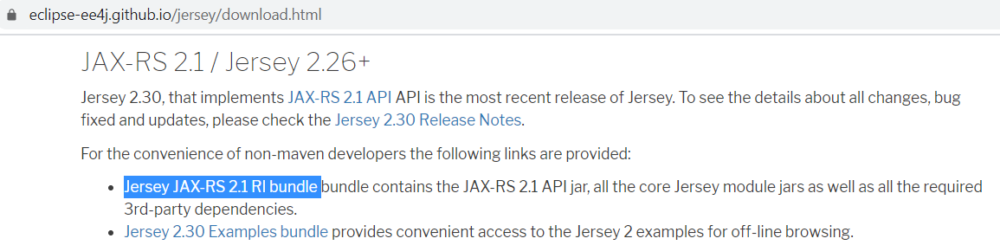 eclipse-ee4j.github.io/jersey/download.html
JAX-RS 2.1 / Jersey 2.26+
Jersey 2.30, that implements JAX-RS 2.1 API API is the most recent release of Jersey. To see the details about all changes, bug
fixed and updates, please check the Jersey 2.30 Release Notes.
For the convenience of non-maven developers the following links are provided:
• Jersey JAX-RS 2.1 RI bundle bundle contains the JAX-RS 2.1 API jar, all the core Jersey module jars as well as all the required
3rd-party dependencies.
• Jersey 2.30 Examples bundle provides convenient access to the Jersey 2 examples for off-line browsing.